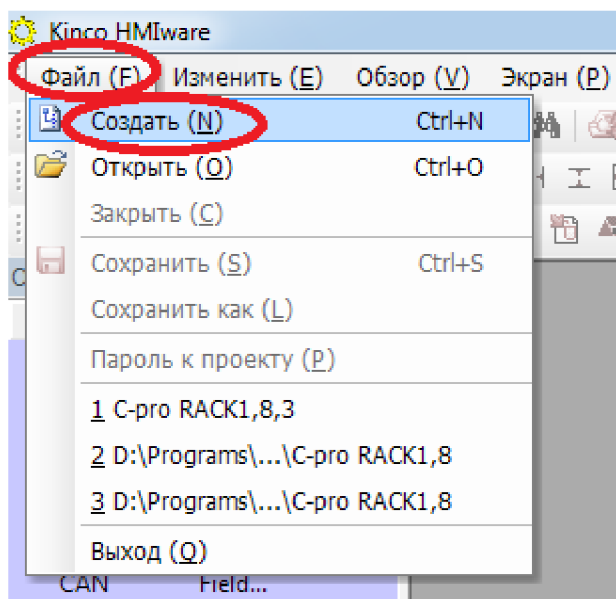 Kinco HMIware
Файл (F) Изменить (E) Обзор (V) Экран (P)
Создать (N) Ctrl+N
Открыть (O) Ctrl+O
Закрыть (C)
Сохранить (S) Ctrl+S
Сохранить как (L)
Пароль к проекту (P)
1 C-pro RACK1,8,3
2 D:\Programs\...\C-pro RACK1,8
3 D:\Programs\...\C-pro RACK1,8
Выход (Q)
CAN Field...